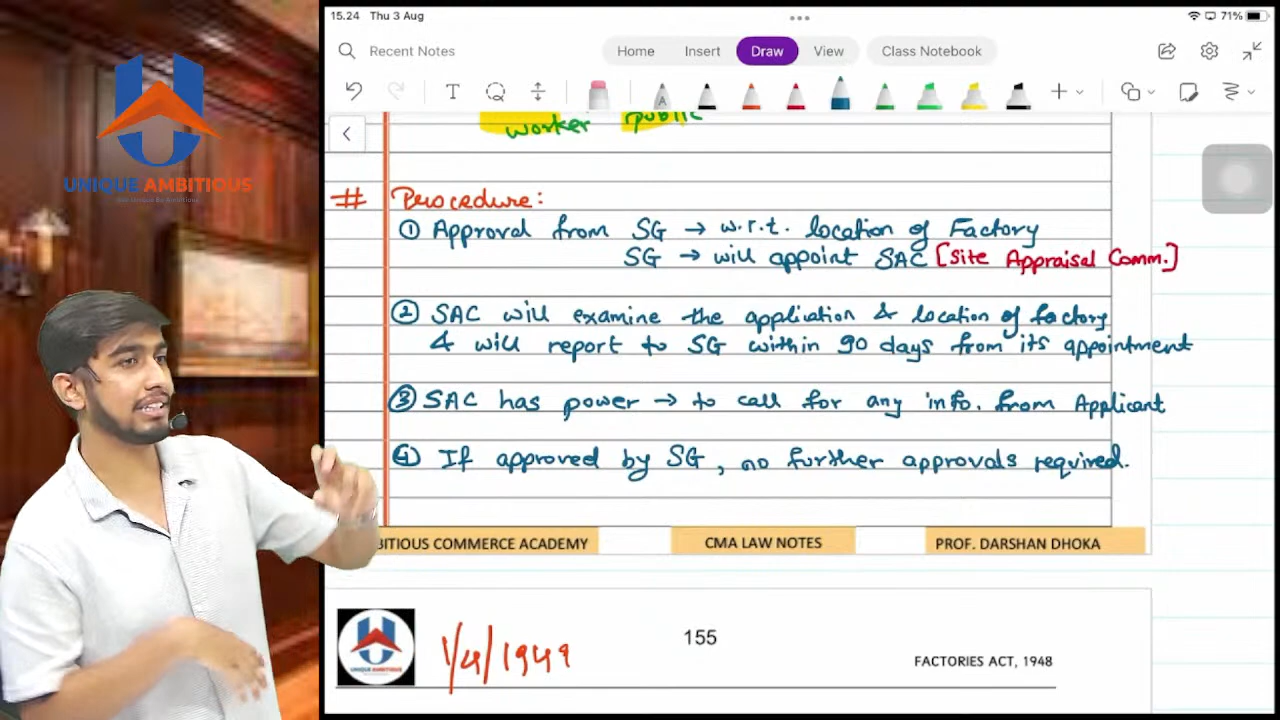 15.24 Thu 3 Aug
71%
Recent Notes
Home Insert Draw View Class Notebook
worker public
UNIQUE AMBITIOUS
# Procedure:
① Approval from SG → w.r.t. location of Factory
SG → will appoint SAC [Site Appraisal Comm.]
② SAC will examine the appliation & location of factory
& will report to SG within 90 days from its appointment
③ SAC has power → to call for any info. from Applicant
④ If approved by SG, no further approvals required.
BITIOUS COMMERCE ACADEMY
CMA LAW NOTES
PROF. DARSHAN DHOKA
UNIQUE AMBITIOUS
1/4/1949
155
FACTORIES ACT, 1948